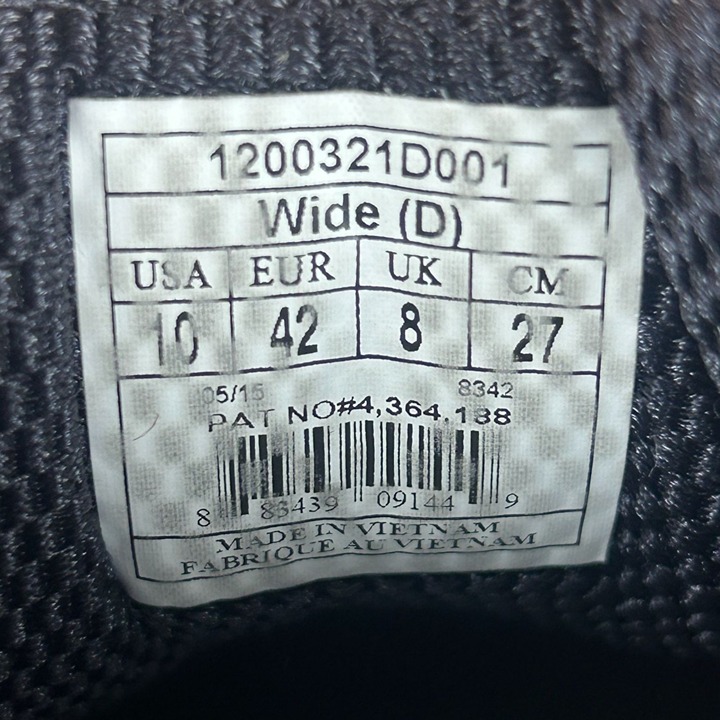 1200321D001
Wide (D)
USA EUR UK CM
10 42 8 27
05/15 8342
PAT NO#4,364,188
8 83439 09144 9
MADE IN VIETNAM
FABRIQUE AU VIETNAM